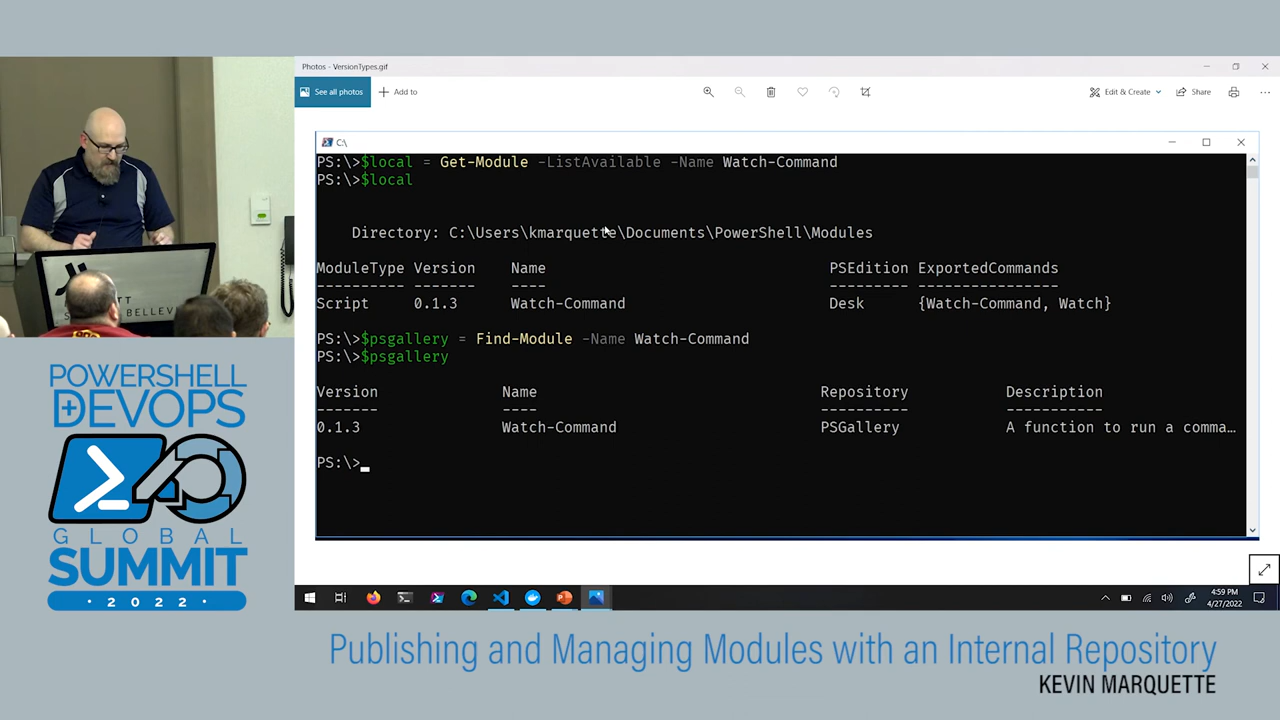 Photos - VersionTypes.gif
See all photos
Add to
Edit & Create
Share
C:\
PS:\>$local = Get-Module -ListAvailable -Name Watch-Command
PS:\>$local
Directory: C:\Users\kmarquette\Documents\PowerShell\Modules
ModuleType Version Name PSEdition ExportedCommands
---------- ------- ---- --------- ----------------
Script 0.1.3 Watch-Command Desk {Watch-Command, Watch}
PS:\>$psgallery = Find-Module -Name Watch-Command
PS:\>$psgallery
Version Name Repository Description
------- ---- ---------- -----------
0.1.3 Watch-Command PSGallery A function to run a comma…
PS:\>
4:59 PM
4/27/2022
POWERSHELL
+DEVOPS
GLOBAL
SUMMIT
· 2 0 2 2 ·
Publishing and Managing Modules with an Internal Repository
KEVIN MARQUETTE